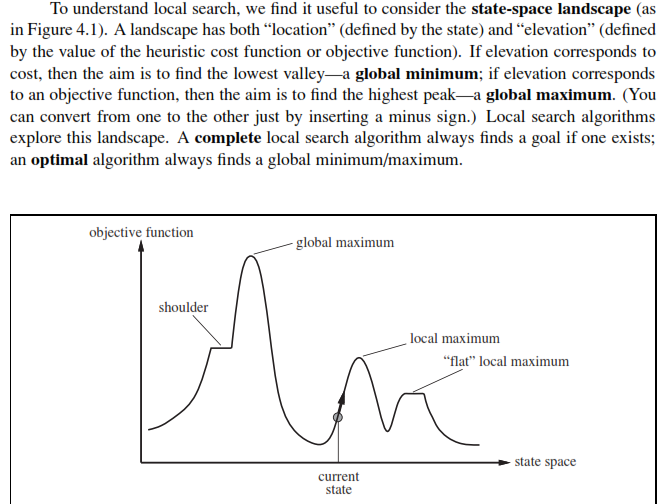 To understand local search, we find it useful to consider the state-space landscape (as
in Figure 4.1). A landscape has both “location” (defined by the state) and “elevation” (defined
by the value of the heuristic cost function or objective function). If elevation corresponds to
cost, then the aim is to find the lowest valley—a global minimum; if elevation corresponds
to an objective function, then the aim is to find the highest peak—a global maximum. (You
can convert from one to the other just by inserting a minus sign.) Local search algorithms
explore this landscape. A complete local search algorithm always finds a goal if one exists;
an optimal algorithm always finds a global minimum/maximum.
objective function
global maximum
shoulder
local maximum
“flat” local maximum
state space
current
state